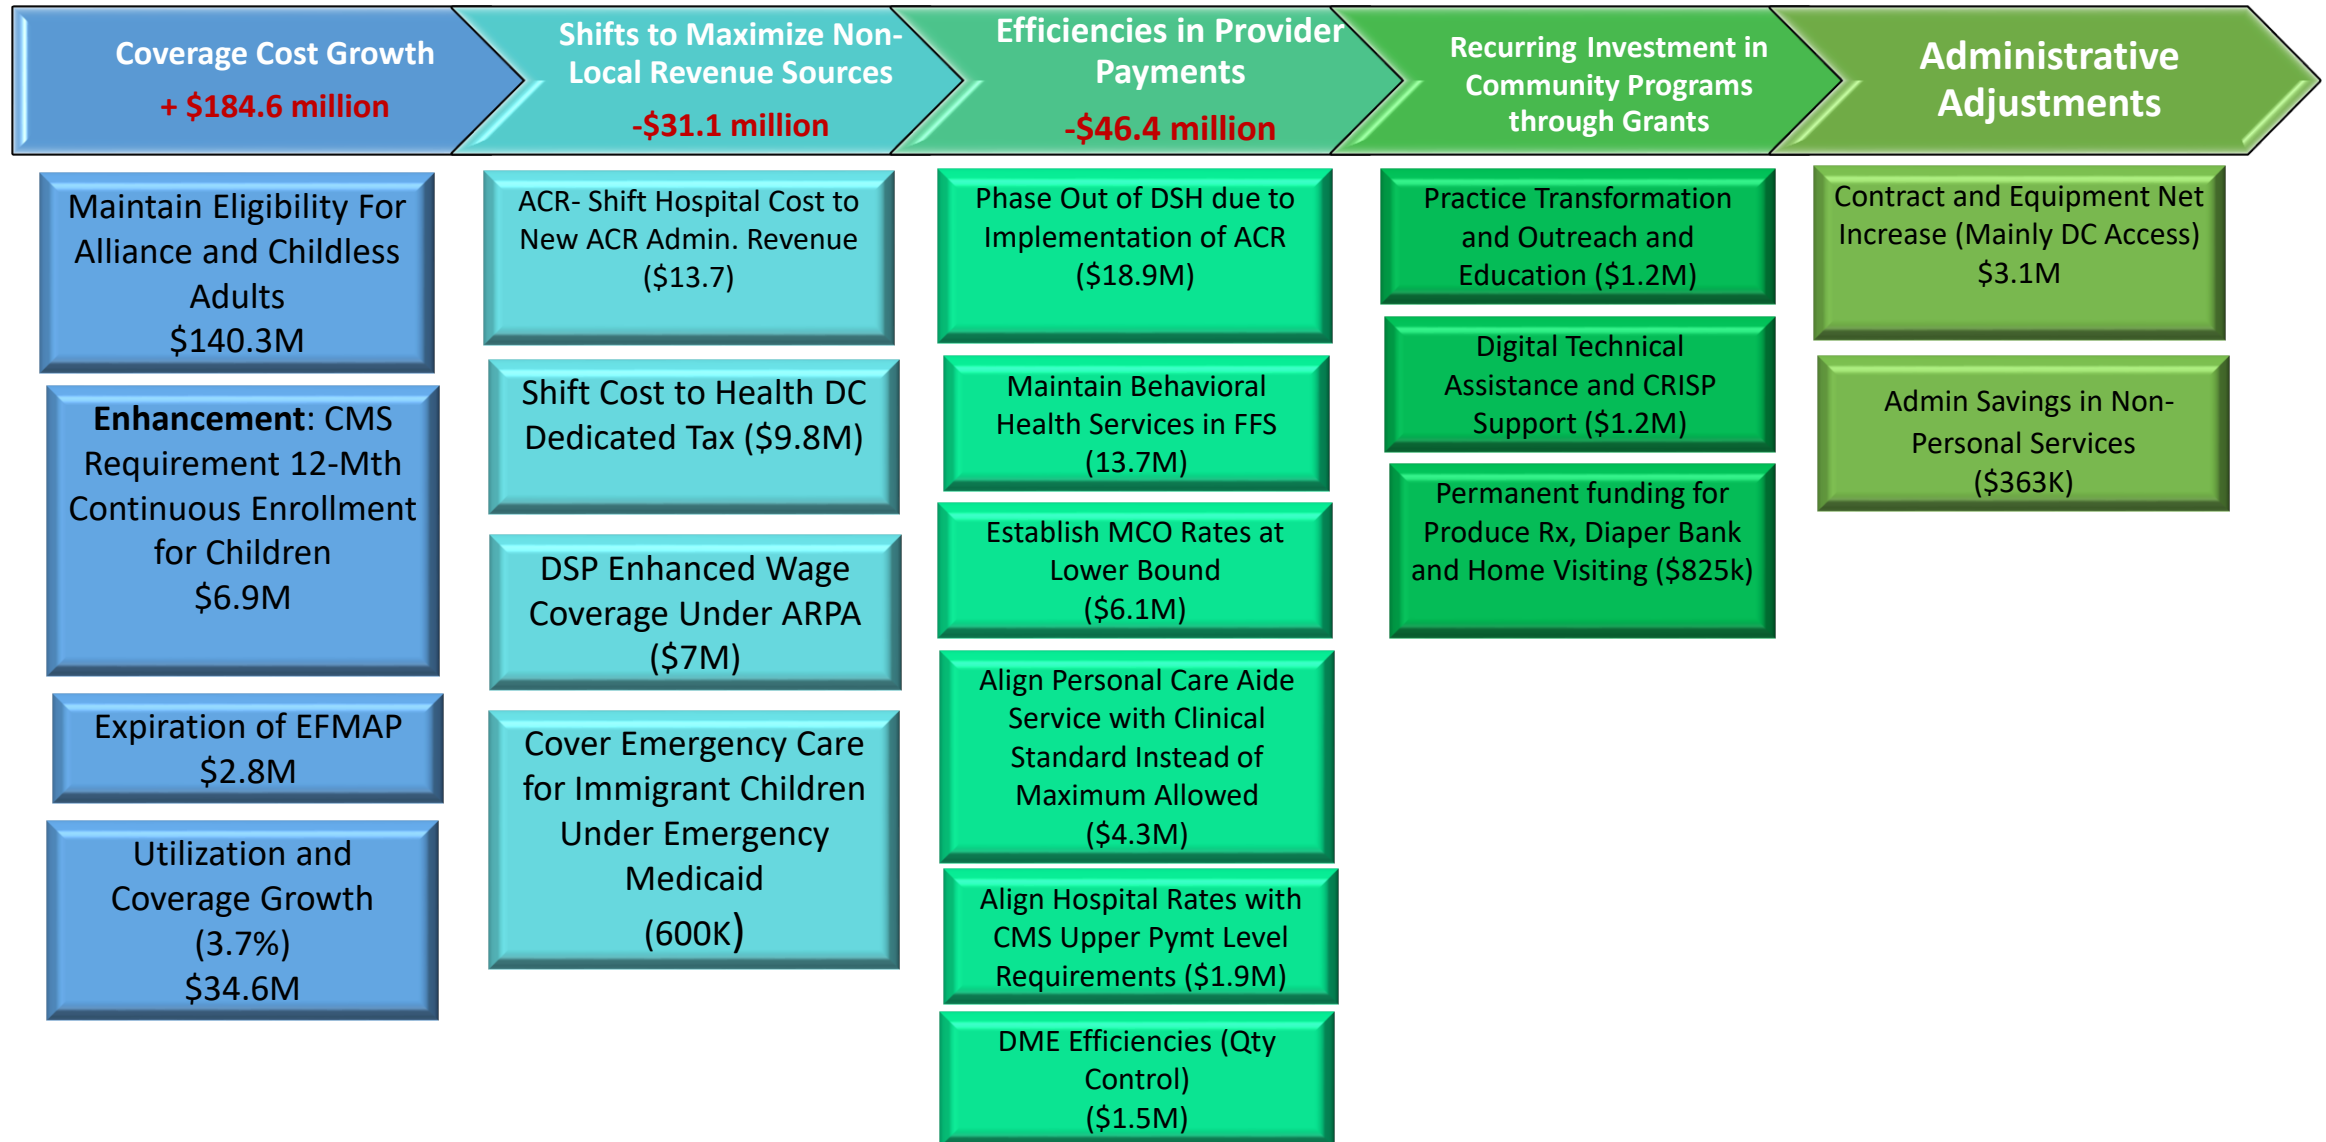 Coverage Cost Growth
+ $184.6 million
Shifts to Maximize Non-
Local Revenue Sources
-$31.1 million
Efficiencies in Provider
Payments
-$46.4 million
Recurring Investment in
Community Programs
through Grants
Administrative
Adjustments
Maintain Eligibility For
Alliance and Childless
Adults
$140.3M
Enhancement: CMS
Requirement 12-Mth
Continuous Enrollment
for Children
$6.9M
Expiration of EFMAP
$2.8M
Utilization and
Coverage Growth
(3.7%)
$34.6M
ACR- Shift Hospital Cost to
New ACR Admin. Revenue
($13.7)
Shift Cost to Health DC
Dedicated Tax ($9.8M)
DSP Enhanced Wage
Coverage Under ARPA
($7M)
Cover Emergency Care
for Immigrant Children
Under Emergency
Medicaid
(600K)
Phase Out of DSH due to
Implementation of ACR
($18.9M)
Maintain Behavioral
Health Services in FFS
(13.7M)
Establish MCO Rates at
Lower Bound
($6.1M)
Align Personal Care Aide
Service with Clinical
Standard Instead of
Maximum Allowed
($4.3M)
Align Hospital Rates with
CMS Upper Pymt Level
Requirements ($1.9M)
DME Efficiencies (Qty
Control)
($1.5M)
Practice Transformation
and Outreach and
Education ($1.2M)
Digital Technical
Assistance and CRISP
Support ($1.2M)
Permanent funding for
Produce Rx, Diaper Bank
and Home Visiting ($825k)
Contract and Equipment Net
Increase (Mainly DC Access)
$3.1M
Admin Savings in Non-
Personal Services
($363K)